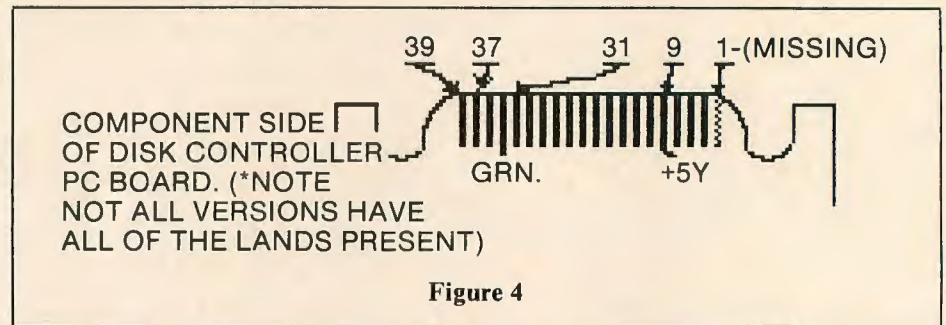 39 37 31 9 1-(MISSING)
COMPONENT SIDE
OF DISK CONTROLLER
PC BOARD. (*NOTE
NOT ALL VERSIONS HAVE
ALL OF THE LANDS PRESENT)
GRN. +5Y
Figure 4